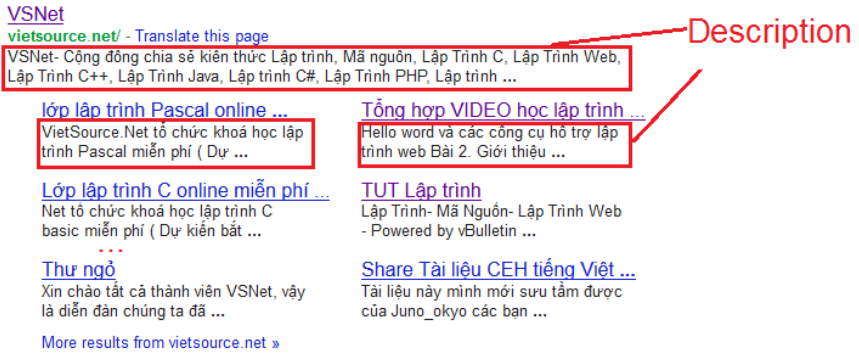 VSNet
vietsource.net/ - Translate this page
Description
VSNet- Cộng đồng chia sẻ kiến thức Lập trình, Mã nguồn, Lập Trình C, Lập Trình Web,
Lập Trình C++, Lập Trình Java, Lập trình C#, Lập Trình PHP, Lập trình ...
lớp lập trình Pascal online ...
VietSource.Net tổ chức khoá học lập
trình Pascal miễn phí ( Dự ...
Tổng hợp VIDEO học lập trình ...
Hello word và các công cụ hỗ trợ lập
trình web Bài 2. Giới thiệu ...
Lớp lập trình C online miễn phí ...
Net tổ chức khoá học lập trình C
basic miễn phí ( Dự kiến bắt ...
TUT Lập trình
Lập Trình- Mã Nguồn- Lập Trình Web
- Powered by vBulletin ...
Thư ngỏ
Xin chào tất cả thành viên VSNet, vậy
là diễn đàn chúng ta đã ...
Share Tài liệu CEH tiếng Việt ...
Tài liệu này mình mới sưu tầm được
của Juno_okyo các bạn ...
More results from vietsource.net »